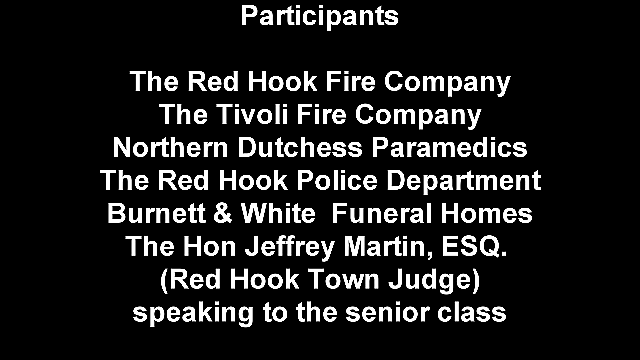 Participants
The Red Hook Fire Company
The Tivoli Fire Company
Northern Dutchess Paramedics
The Red Hook Police Department
Burnett & White  Funeral Homes
The Hon Jeffrey Martin, ESQ.
(Red Hook Town Judge)
speaking to the senior class